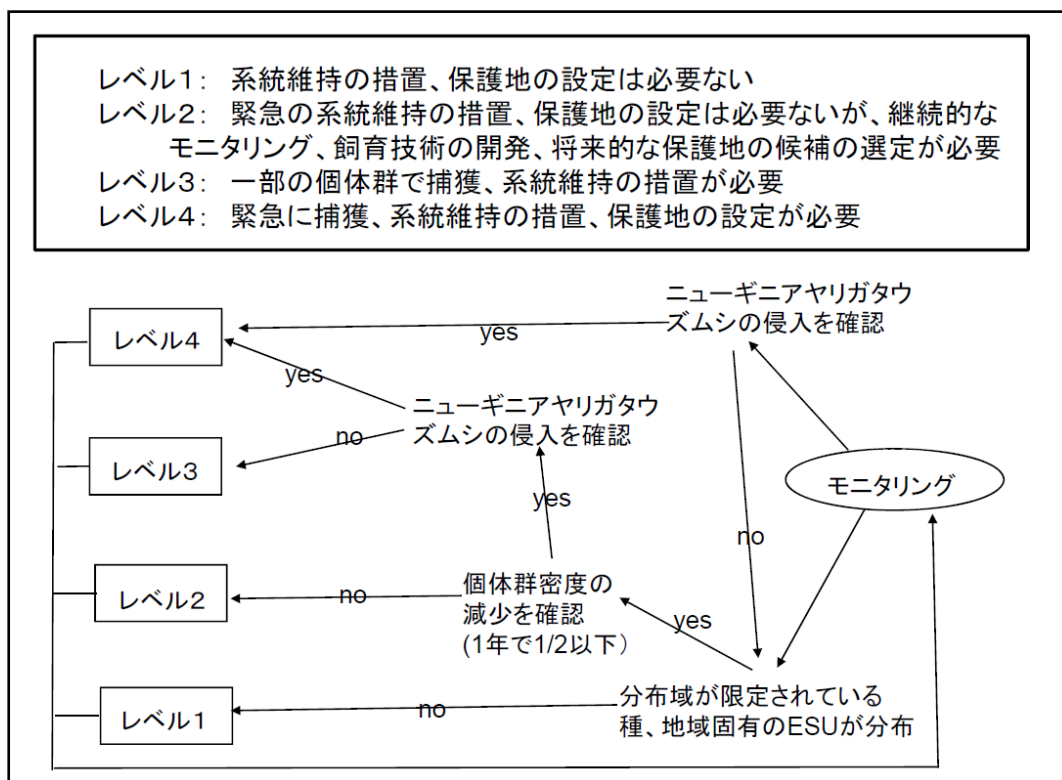 レベル1： 系統維持の措置、保護地の設定は必要ない
レベル2： 緊急の系統維持の措置、保護地の設定は必要ないが、継続的な
モニタリング、飼育技術の開発、将来的な保護地の候補の選定が必要
レベル3： 一部の個体群で捕獲、系統維持の措置が必要
レベル4： 緊急に捕獲、系統維持の措置、保護地の設定が必要
ニューギニアヤリガタウ
ズムシの侵入を確認
yes
レベル4
yes
ニューギニアヤリガタウ
ズムシの侵入を確認
no
レベル3
モニタリング
yes
no
個体群密度の
減少を確認
(1年で1/2以下）
no
レベル2
yes
分布域が限定されている
種、地域固有のESUが分布
no
レベル1